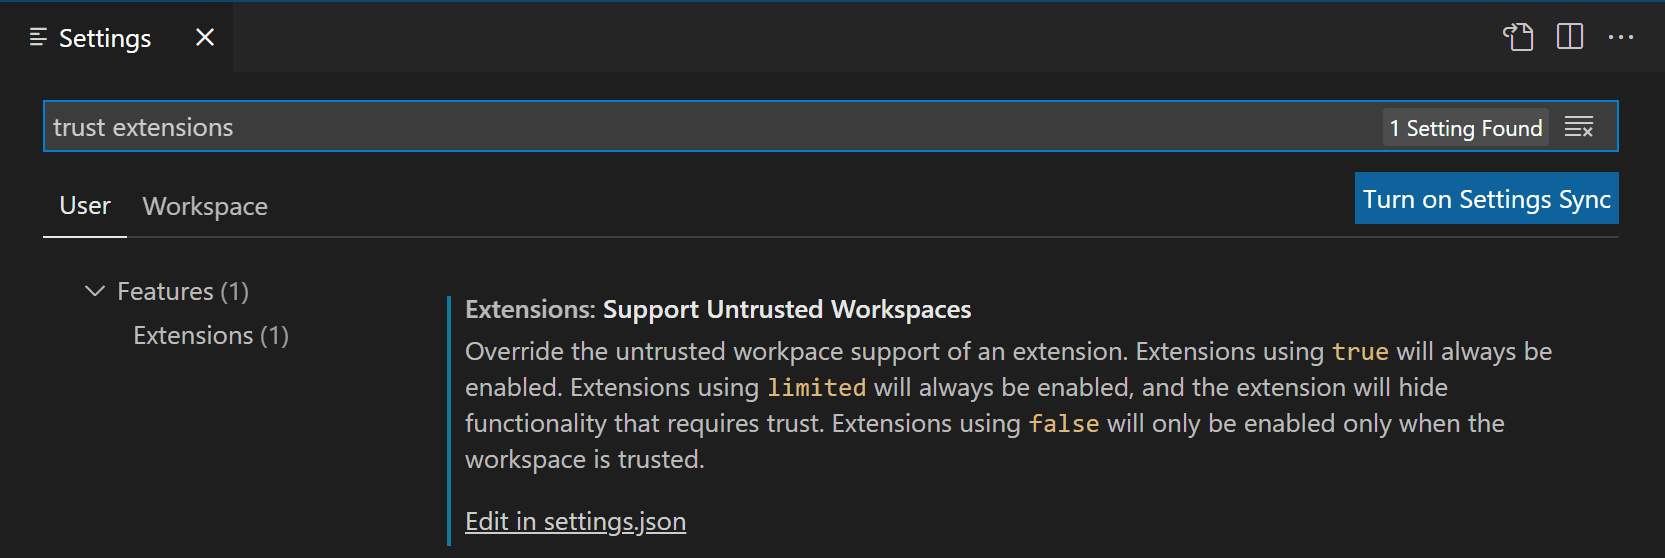 Settings
trust extensions
1 Setting Found
User
Workspace
Turn on Settings Sync
Features (1)
Extensions (1)
Extensions: Support Untrusted Workspaces
Override the untrusted workpace support of an extension. Extensions using true will always be
enabled. Extensions using limited will always be enabled, and the extension will hide
functionality that requires trust. Extensions using false will only be enabled only when the
workspace is trusted.
Edit in settings.json